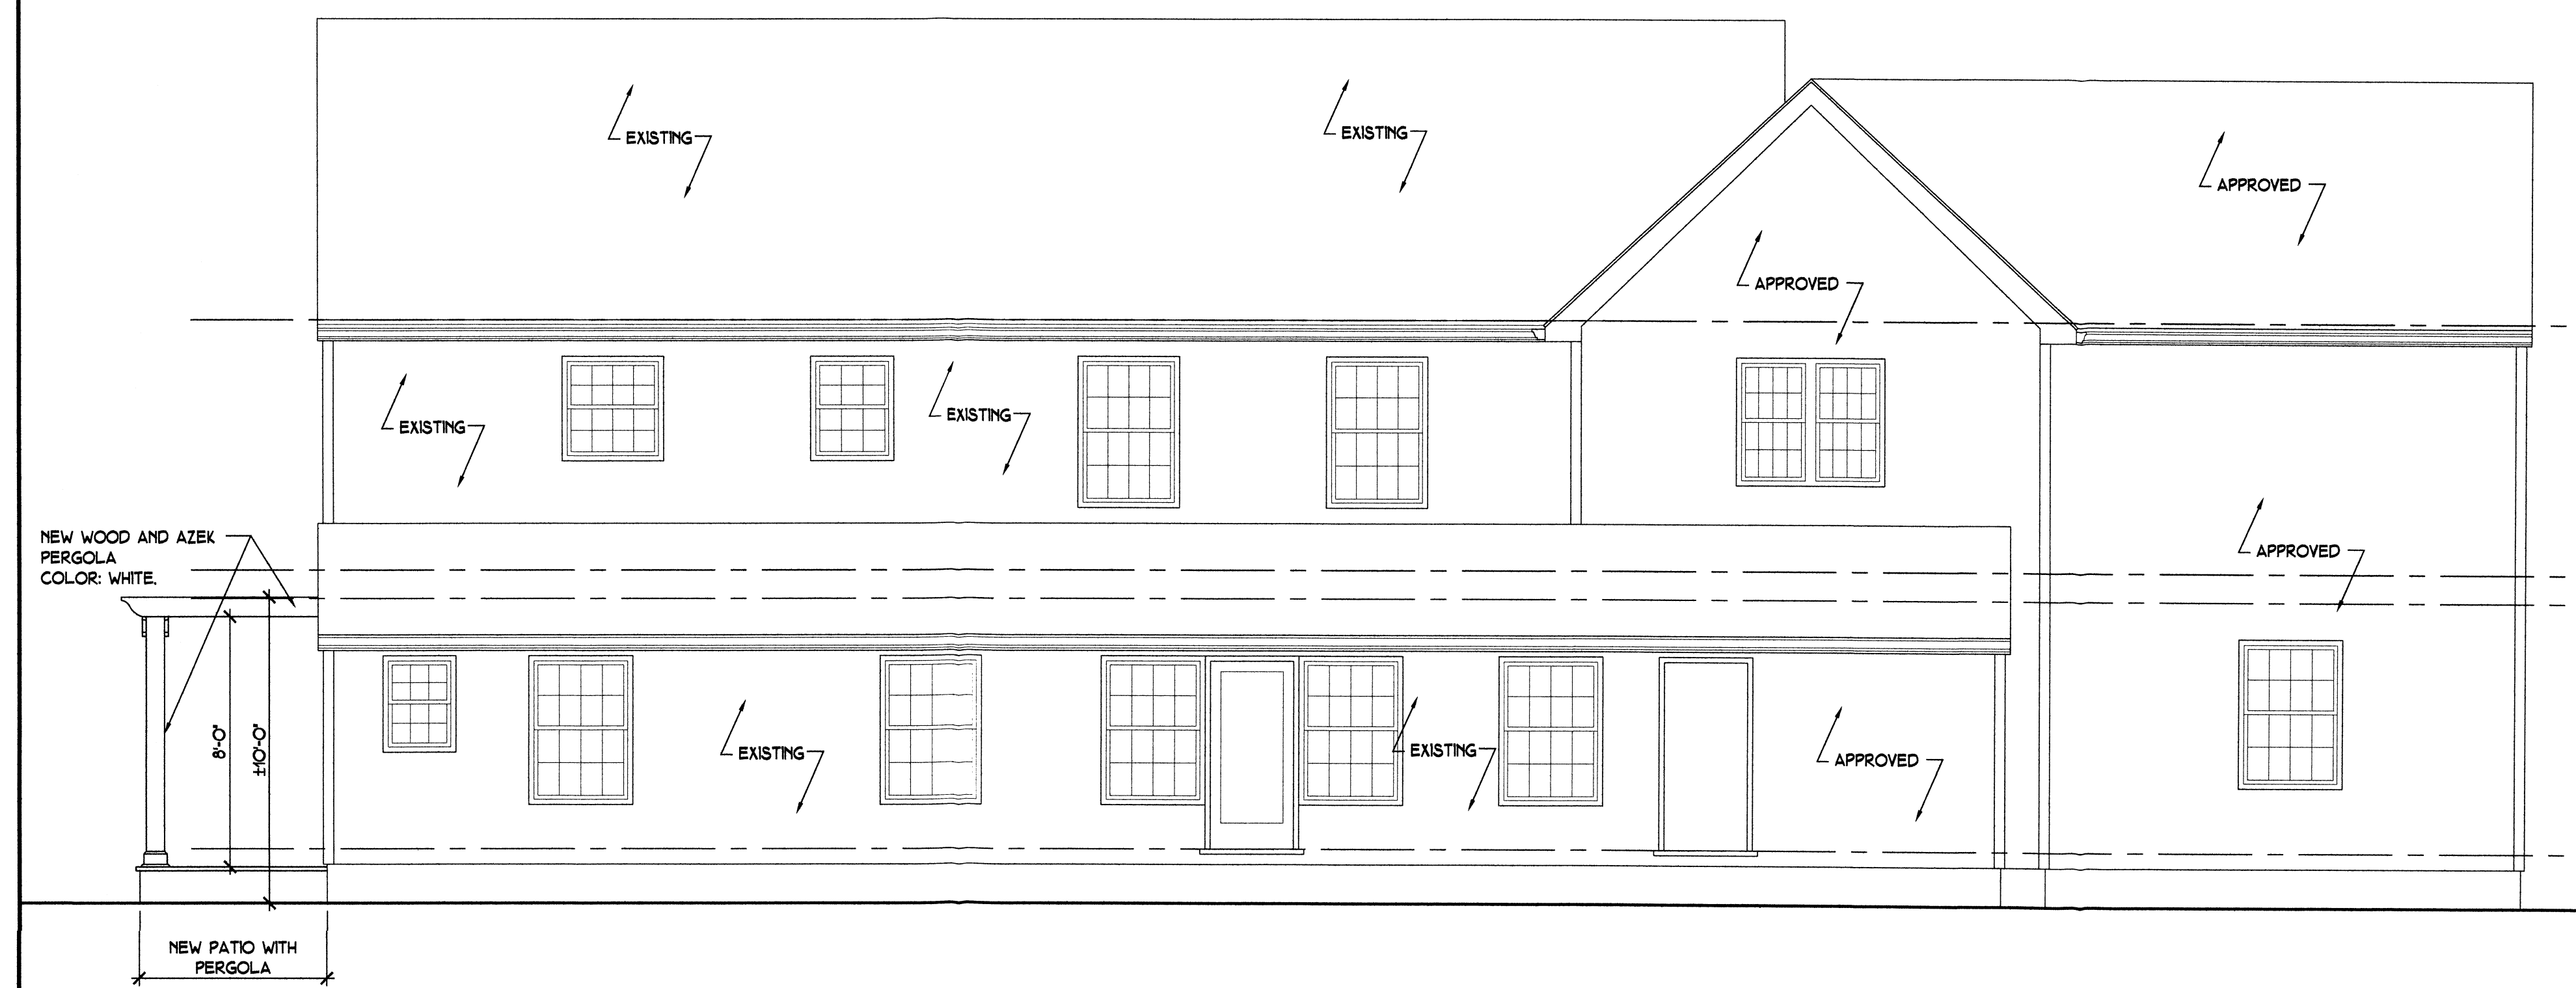 EXISTING
EXISTING
APPROVED
APPROVED
EXISTING
EXISTING
NEW WOOD AND AZEK
PERGOLA
COLOR: WHITE.
APPROVED
8'-0"
±10'-0"
EXISTING
EXISTING
APPROVED
NEW PATIO WITH
PERGOLA